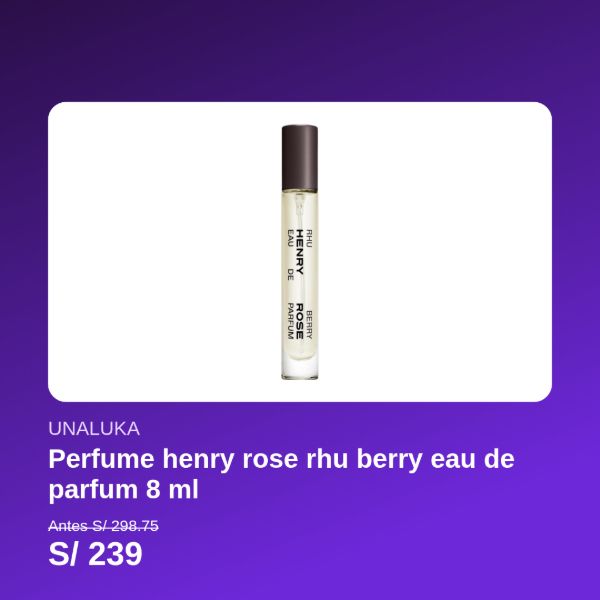 RHU BERRY
HENRY ROSE
EAU DE PARFUM
UNALUKA
Perfume henry rose rhu berry eau de
parfum 8 ml
Antes S/ 298.75
S/ 239